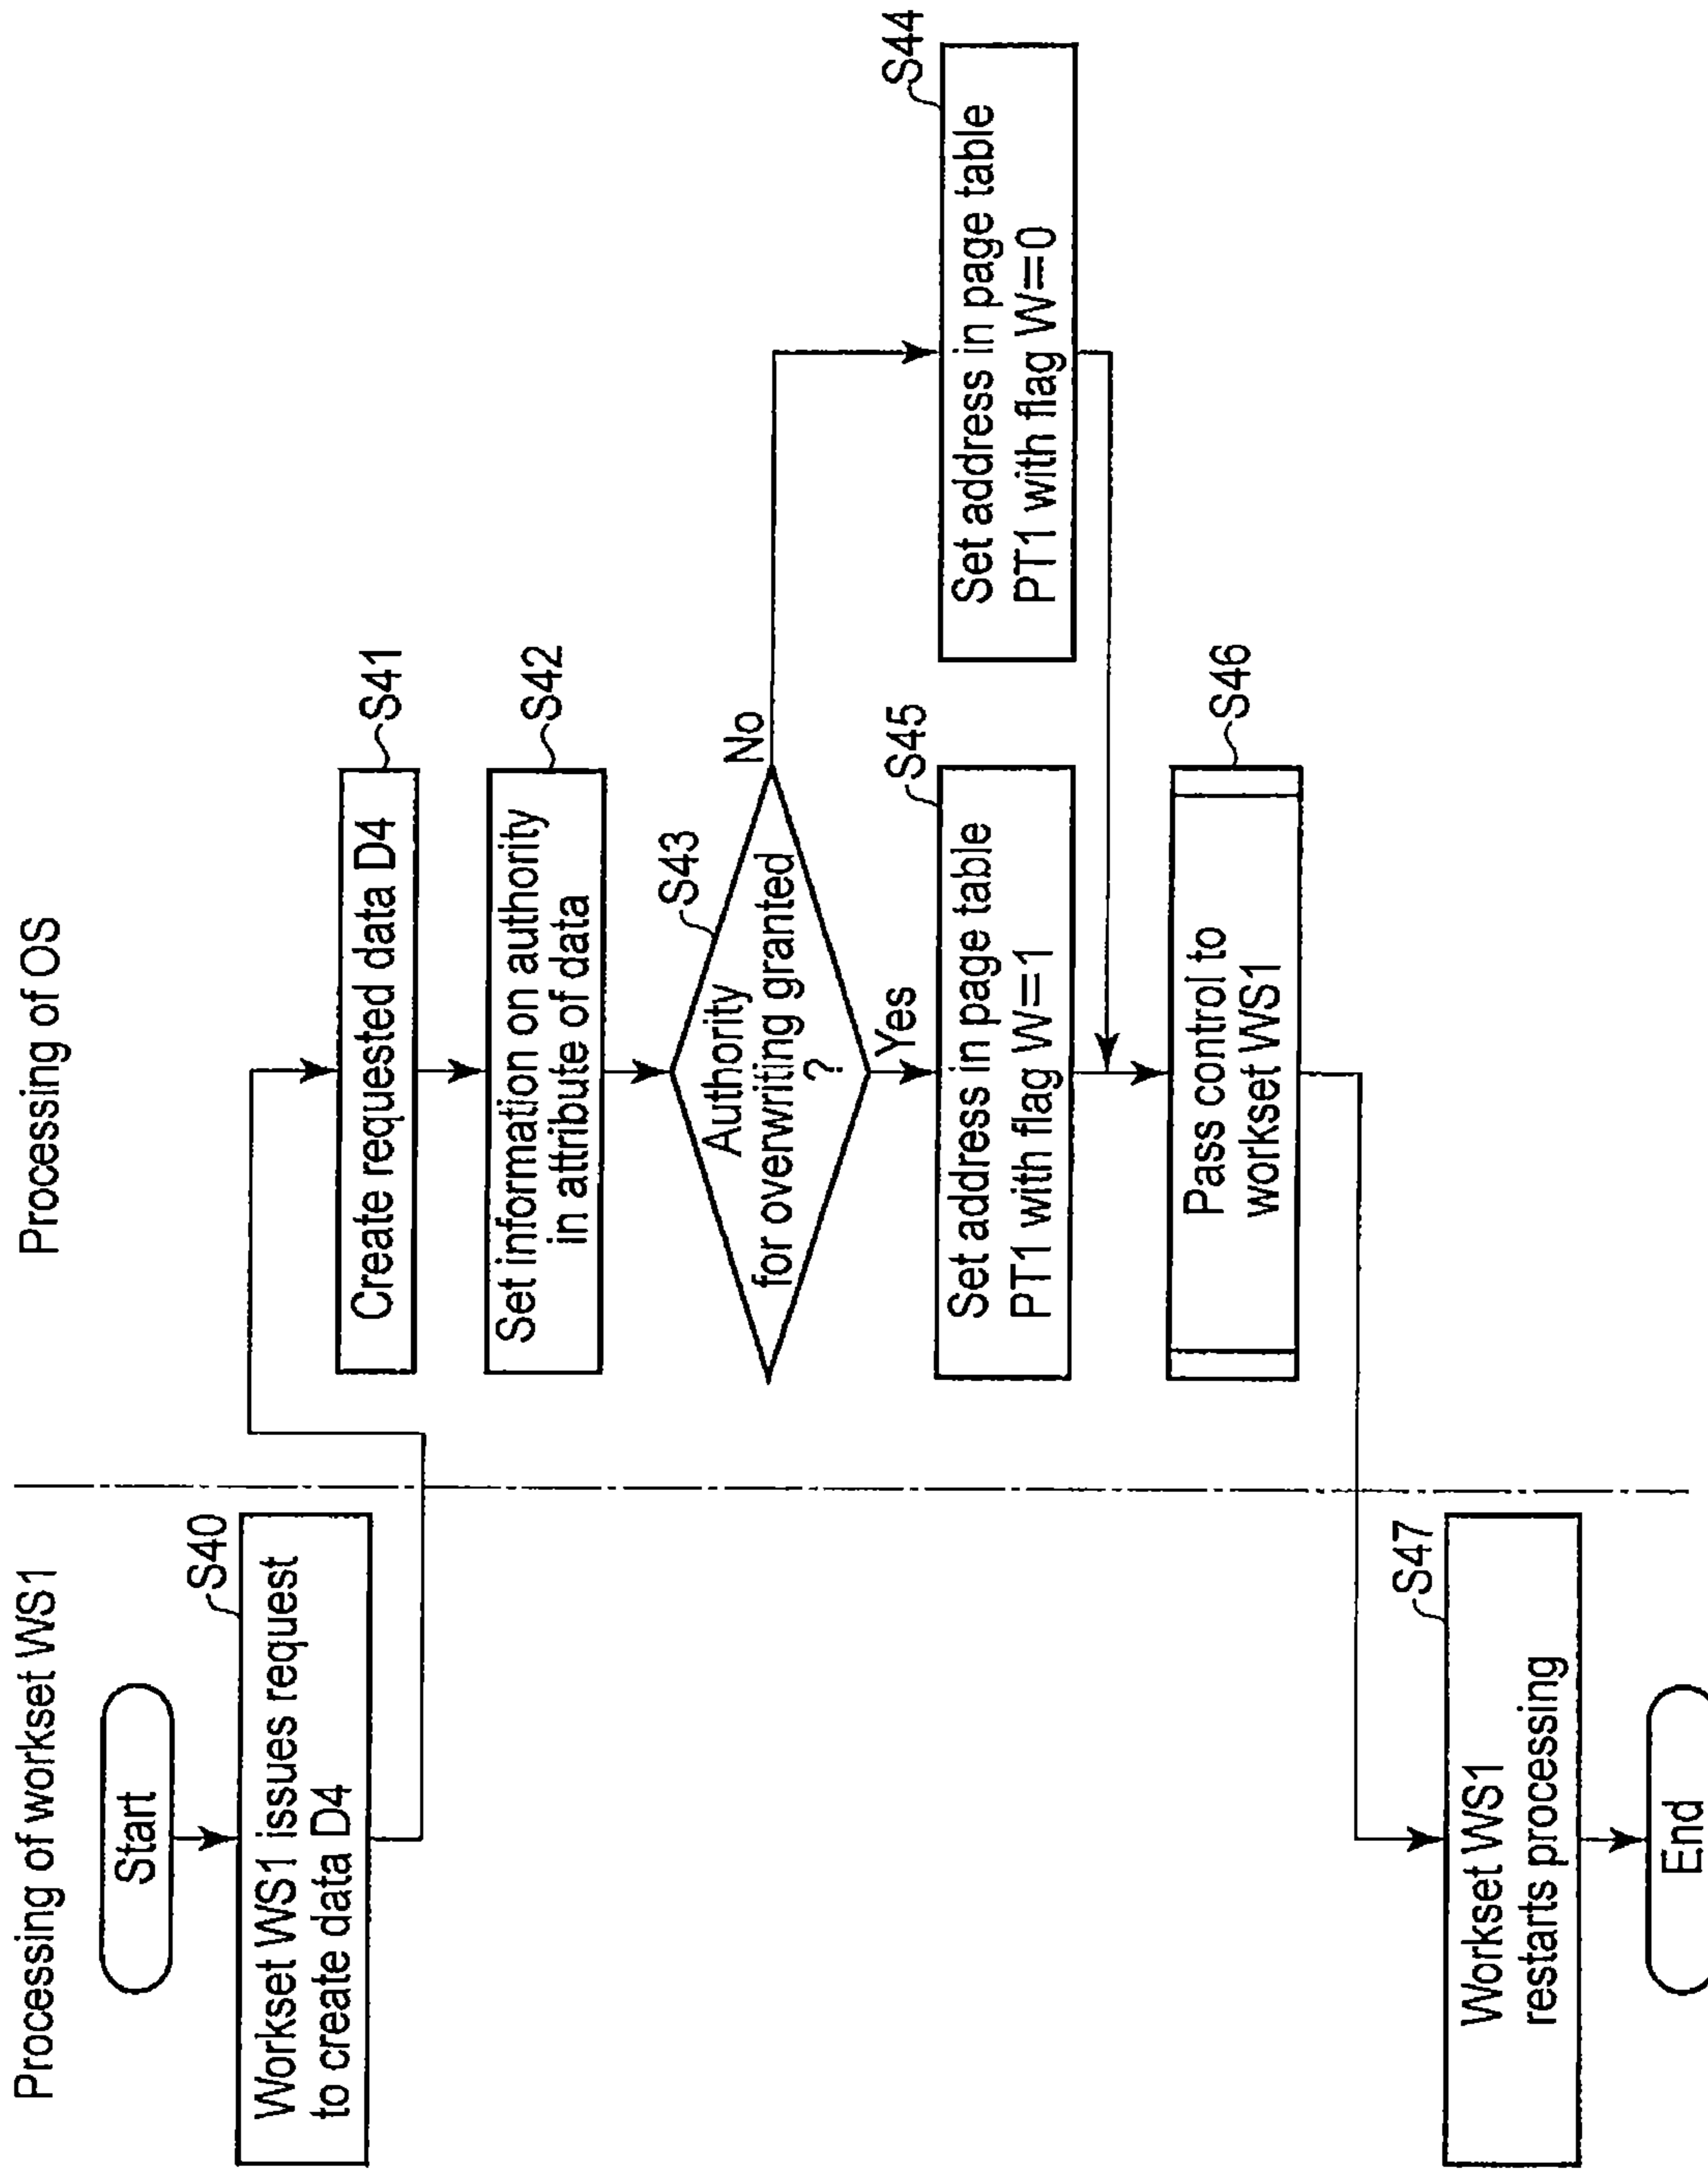 Processing of workset WS1
Processing of OS
Start
S40
Workset WS1 issues request
to create data D4
S41
Create requested data D4
S42
Set information on authority
in attribute of data
S43
Authority
for overwriting granted
?
No
Yes
S44
Set address in page table
PT1 with flag W=0
S45
Set address in page table
PT1 with flag W=1
S46
Pass control to
workset WS1
S47
Workset WS1
restarts processing
End